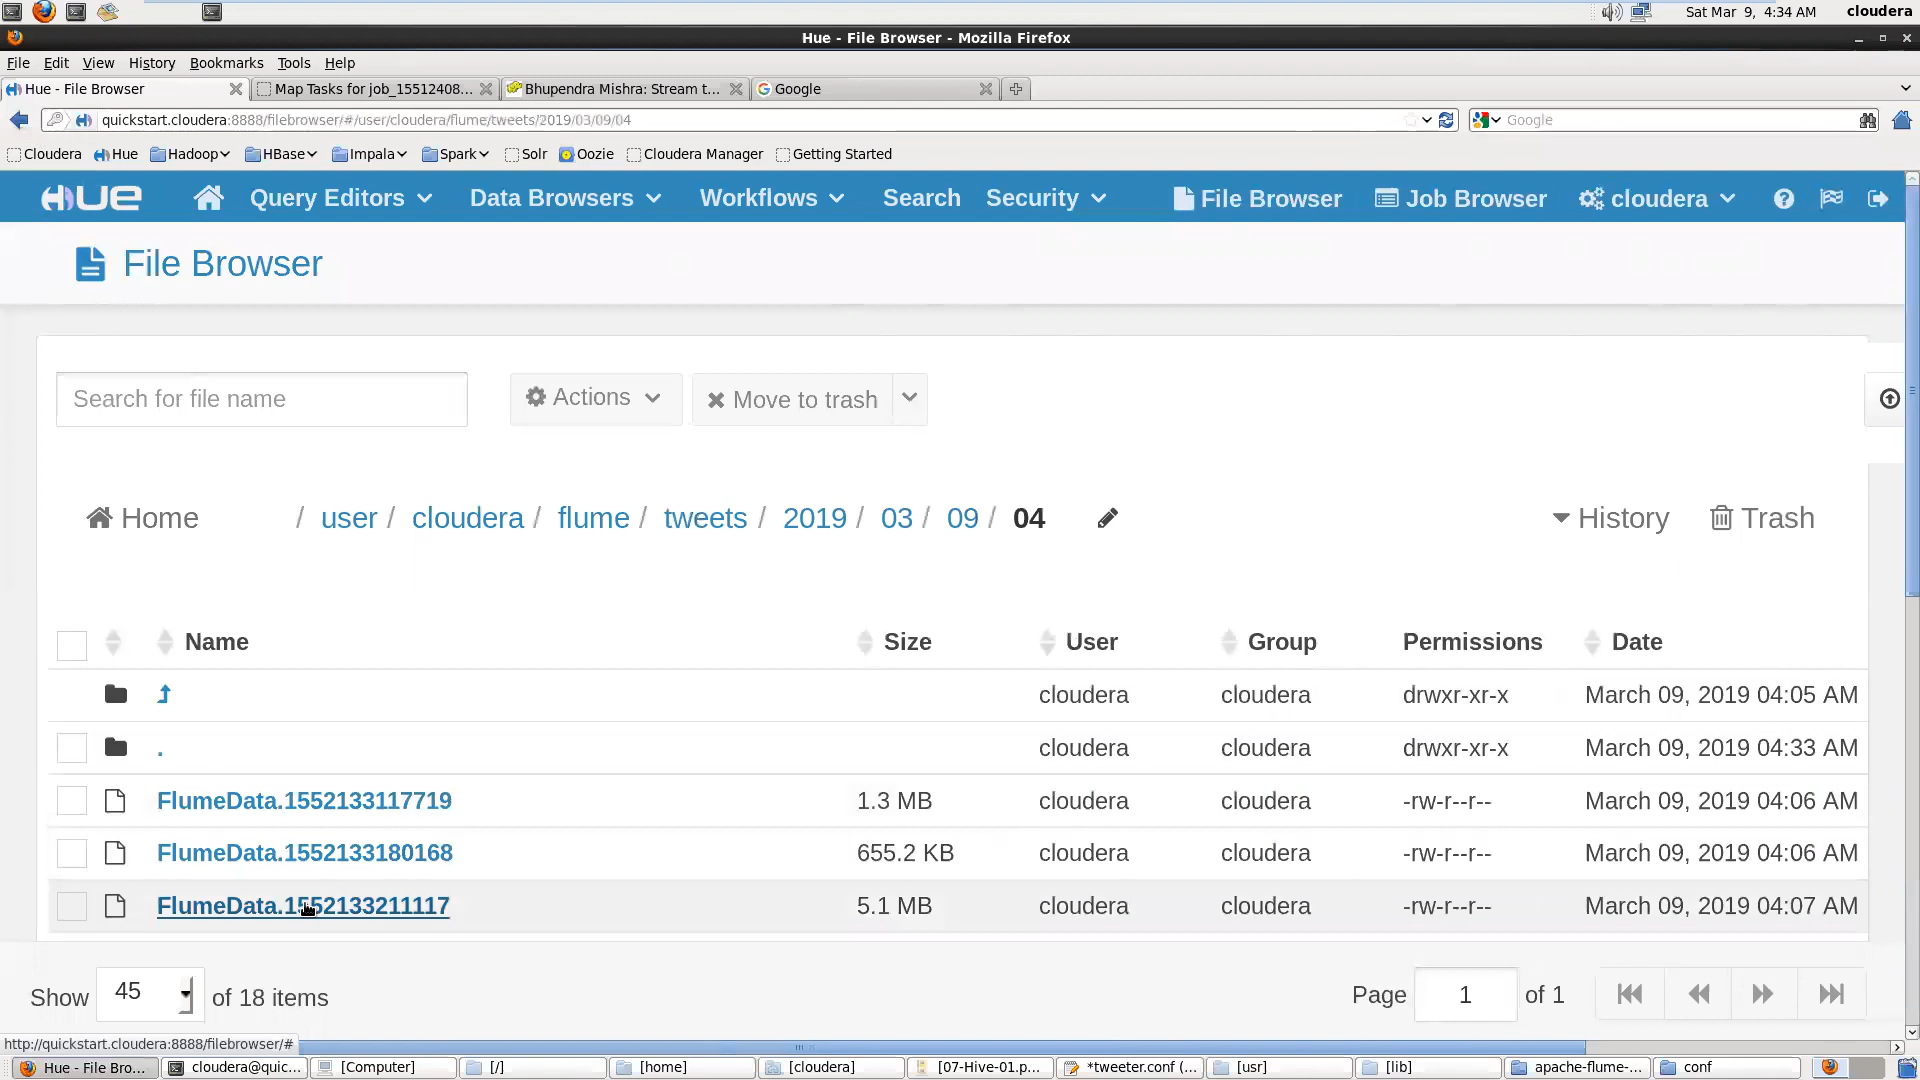 Sat Mar 9, 4:34 AM cloudera
Hue - File Browser - Mozilla Firefox
File Edit View History Bookmarks Tools Help
Hue - File Browser Map Tasks for job_15512408... Bhupendra Mishra: Stream t... Google
quickstart.cloudera:8888/filebrowser/#/user/cloudera/flume/tweets/2019/03/09/04 Google
Cloudera Hue Hadoop HBase Impala Spark Solr Oozie Cloudera Manager Getting Started
HUE Query Editors Data Browsers Workflows Search Security File Browser Job Browser cloudera
File Browser
Search for file name Actions Move to trash
Home / user / cloudera / flume / tweets / 2019 / 03 / 09 / 04 History Trash
Name Size User Group Permissions Date
cloudera cloudera drwxr-xr-x March 09, 2019 04:05 AM
. cloudera cloudera drwxr-xr-x March 09, 2019 04:33 AM
FlumeData.1552133117719 1.3 MB cloudera cloudera -rw-r--r-- March 09, 2019 04:06 AM
FlumeData.1552133180168 655.2 KB cloudera cloudera -rw-r--r-- March 09, 2019 04:06 AM
FlumeData.1552133211117 5.1 MB cloudera cloudera -rw-r--r-- March 09, 2019 04:07 AM
Show 45 of 18 items Page 1 of 1
http://quickstart.cloudera:8888/filebrowser/#
Hue - File Bro... cloudera@quic... [Computer] [/] [home] [cloudera] [07-Hive-01.p... *tweeter.conf (... [usr] [lib] apache-flume-... conf